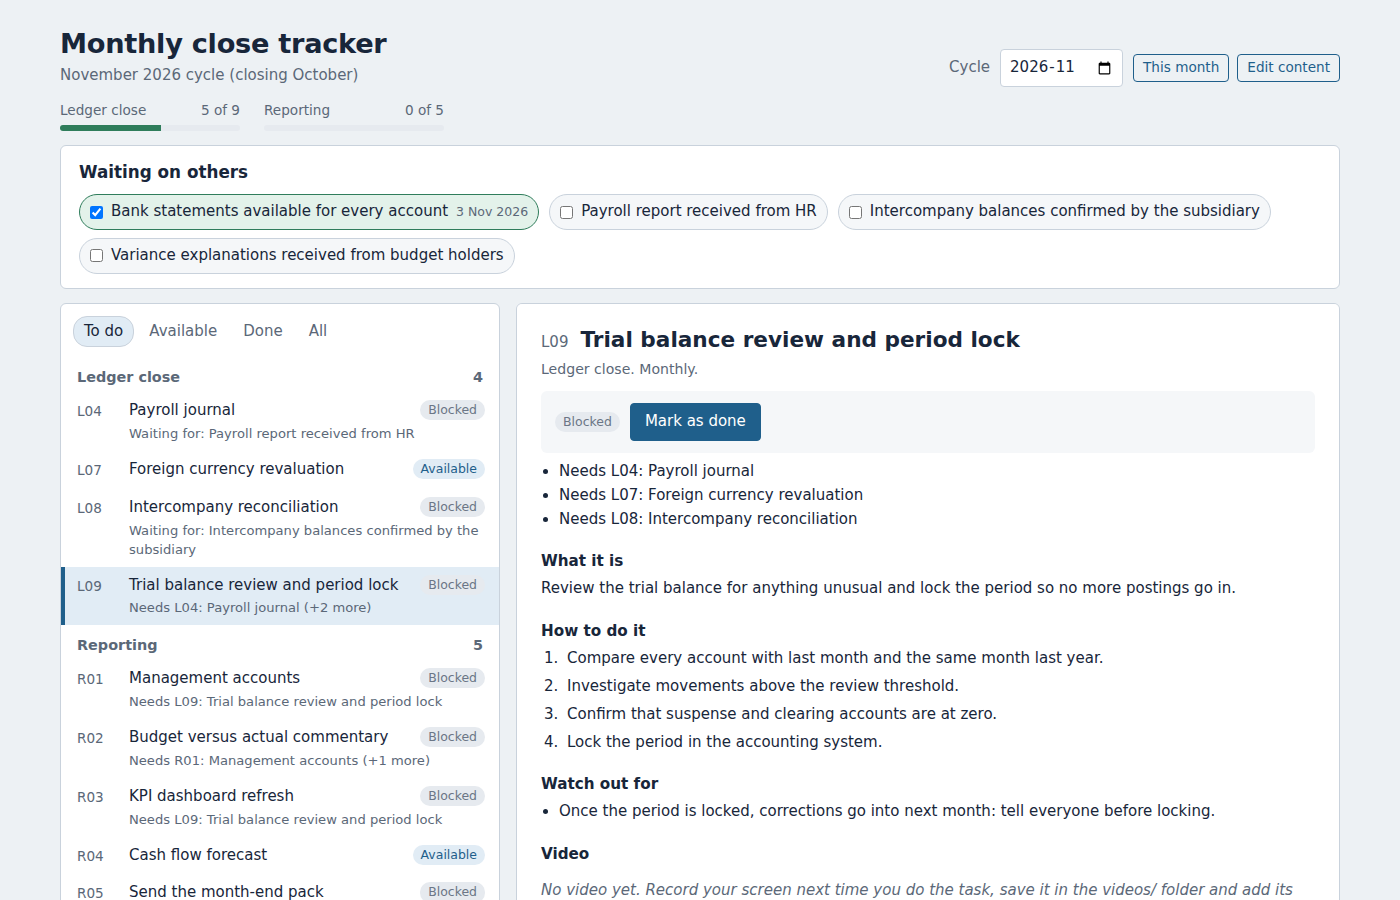 Monthly close tracker
November 2026 cycle (closing October)
Cycle 2026-11 This month Edit content
Ledger close 5 of 9 Reporting 0 of 5
Waiting on others
Bank statements available for every account 3 Nov 2026 Payroll report received from HR Intercompany balances confirmed by the subsidiary
Variance explanations received from budget holders
To do Available Done All
Ledger close 4
L04 Payroll journal Blocked
Waiting for: Payroll report received from HR
L07 Foreign currency revaluation Available
L08 Intercompany reconciliation Blocked
Waiting for: Intercompany balances confirmed by the
subsidiary
L09 Trial balance review and period lock Blocked
Needs L04: Payroll journal (+2 more)
Reporting 5
R01 Management accounts Blocked
Needs L09: Trial balance review and period lock
R02 Budget versus actual commentary Blocked
Needs R01: Management accounts (+1 more)
R03 KPI dashboard refresh Blocked
Needs L09: Trial balance review and period lock
R04 Cash flow forecast Available
R05 Send the month-end pack Blocked
L09 Trial balance review and period lock
Ledger close. Monthly.
Blocked Mark as done
• Needs L04: Payroll journal
• Needs L07: Foreign currency revaluation
• Needs L08: Intercompany reconciliation
What it is
Review the trial balance for anything unusual and lock the period so no more postings go in.
How to do it
1. Compare every account with last month and the same month last year.
2. Investigate movements above the review threshold.
3. Confirm that suspense and clearing accounts are at zero.
4. Lock the period in the accounting system.
Watch out for
• Once the period is locked, corrections go into next month: tell everyone before locking.
Video
No video yet. Record your screen next time you do the task, save it in the videos/ folder and add its